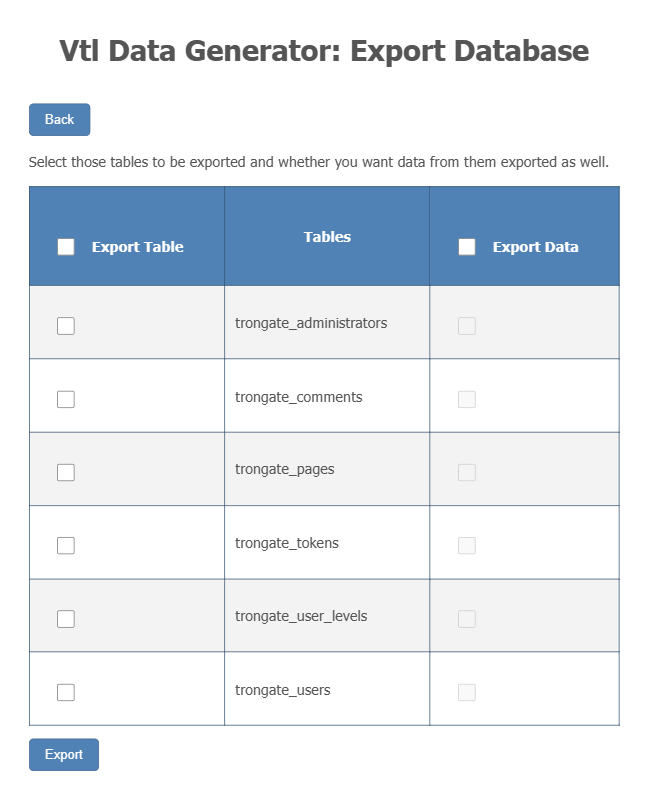 Vtl Data Generator: Export Database
Back
Select those tables to be exported and whether you want data from them exported as well.
Export Table
Tables
Export Data
trongate_administrators
trongate_comments
trongate_pages
trongate_tokens
trongate_user_levels
trongate_users
Export